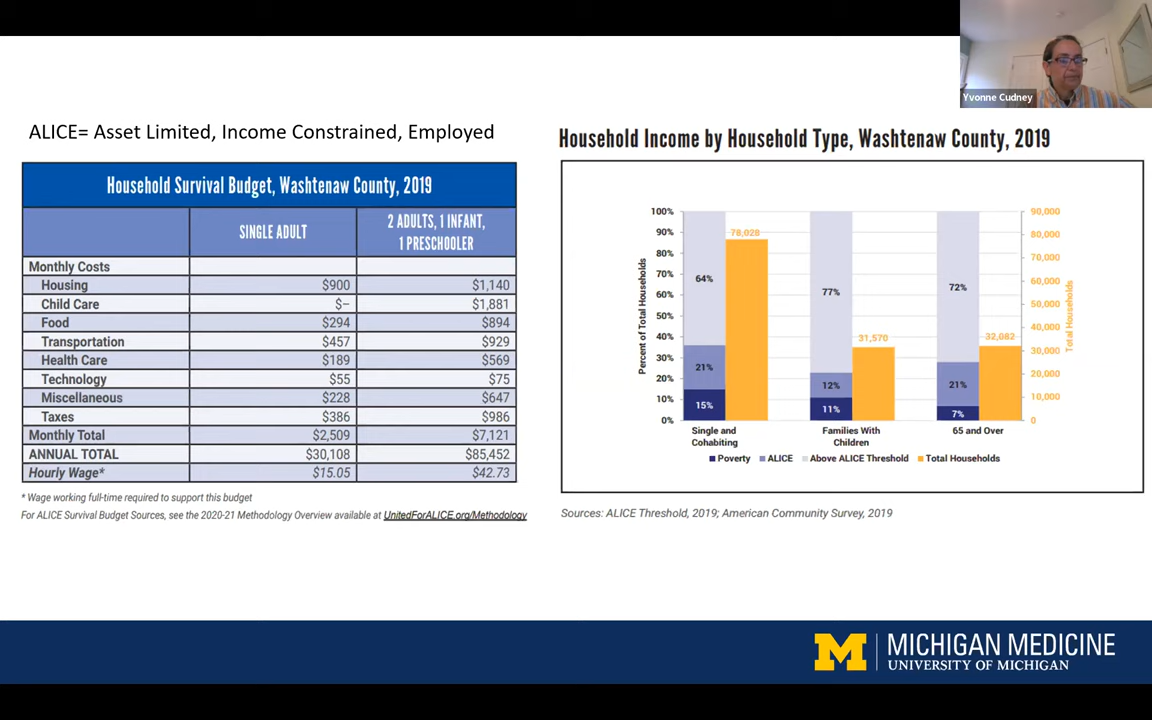 Yvonne Cudney
ALICE= Asset Limited, Income Constrained, Employed
Household Survival Budget, Washtenaw County, 2019
SINGLE ADULT
2 ADULTS, 1 INFANT,
1 PRESCHOOLER
Monthly Costs
Housing $900 $1,140
Child Care $– $1,881
Food $294 $894
Transportation $457 $929
Health Care $189 $569
Technology $55 $75
Miscellaneous $228 $647
Taxes $386 $986
Monthly Total $2,509 $7,121
ANNUAL TOTAL $30,108 $85,452
Hourly Wage* $15.05 $42.73
* Wage working full-time required to support this budget
For ALICE Survival Budget Sources, see the 2020-21 Methodology Overview available at UnitedForALICE.org/Methodology
Household Income by Household Type, Washtenaw County, 2019
Percent of Total Households
100%
90%
80%
70%
60%
50%
40%
30%
20%
10%
0%
78,028
64%
21%
15%
77%
31,570
12%
11%
72%
32,082
21%
7%
90,000
80,000
70,000
60,000
50,000
40,000
30,000
20,000
10,000
0
Total Households
Single and
Cohabiting
Families With
Children
65 and Over
Poverty ALICE Above ALICE Threshold Total Households
Sources: ALICE Threshold, 2019; American Community Survey, 2019
M
MICHIGAN MEDICINE
UNIVERSITY OF MICHIGAN